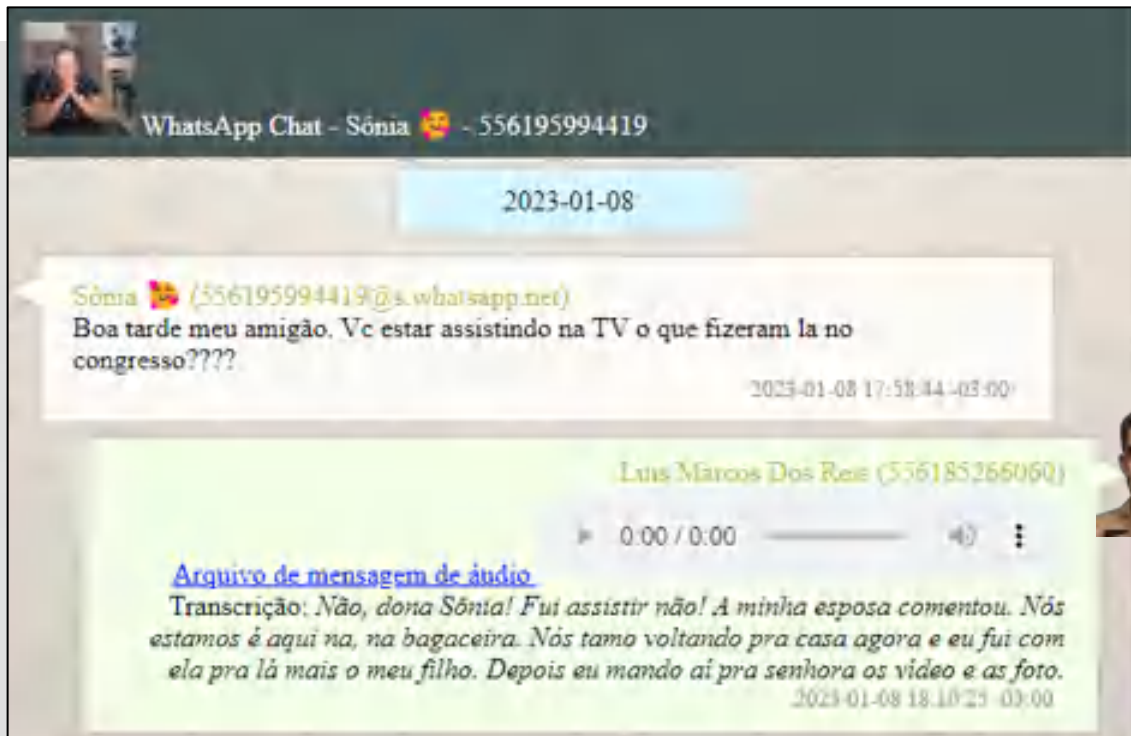 WhatsApp Chat - Sônia 🥰 - 556195994419
2023-01-08
Sônia 🥰 (556195994419@s.whatsapp.net)
Boa tarde meu amigão. Vc estar assistindo na TV o que fizeram la no
congresso????
2023-01-08 17:58:44 -03:00
Luis Marcos Dos Reis (556185266060)
0:00 / 0:00
Arquivo de mensagem de áudio
Transcrição: Não, dona Sônia! Fui assistir não! A minha esposa comentou. Nós
estamos é aqui na, na bagaceira. Nós tamo voltando pra casa agora e eu fui com
ela pra lá mais o meu filho. Depois eu mando aí pra senhora os vídeo e as foto.
2023-01-08 18:10:25 -03:00